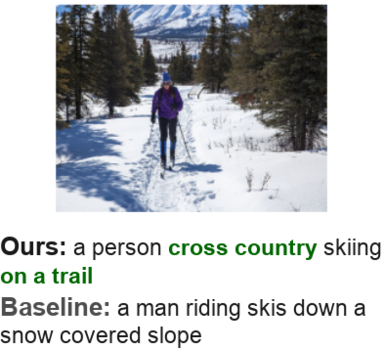 Ours: a person cross country skiing
on a trail
Baseline: a man riding skis down a
snow covered slope